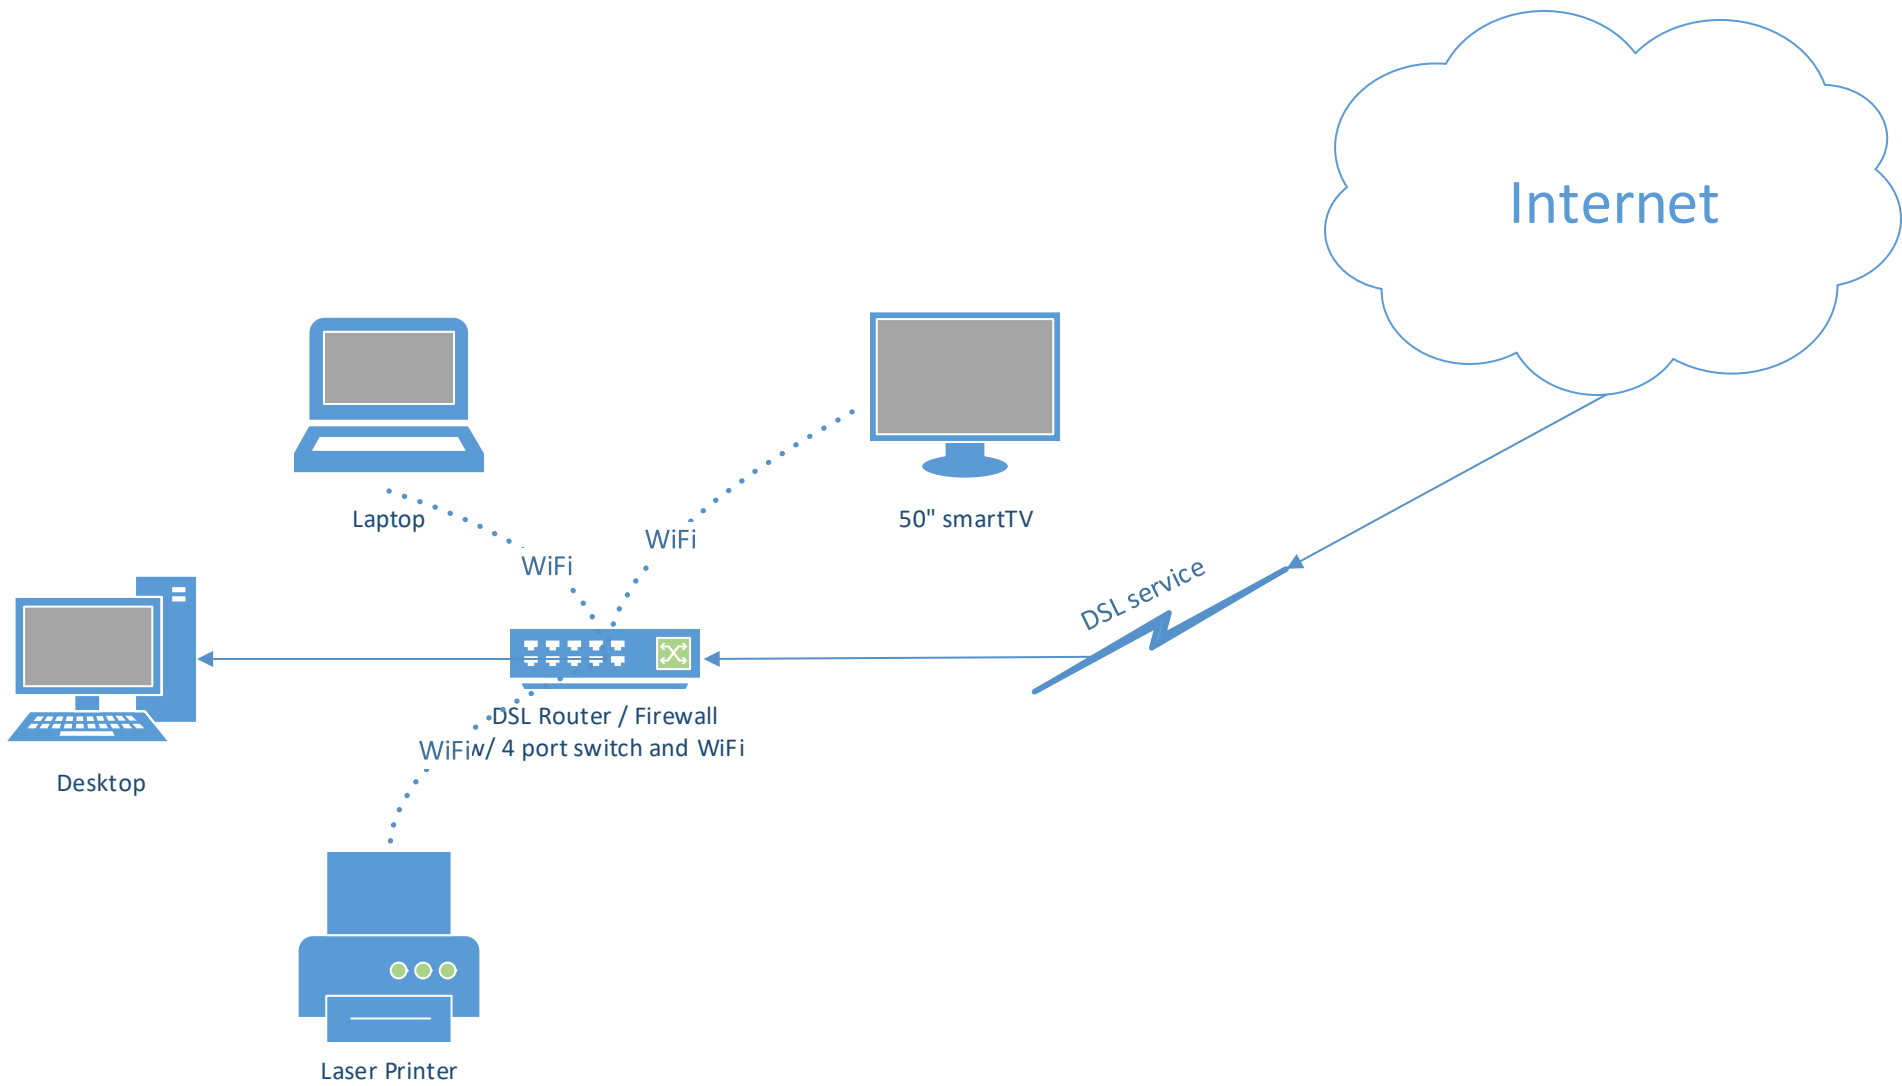 Internet
Laptop
50" smartTV
WiFi
WiFi
DSL service
DSL Router / Firewall
w/ 4 port switch and WiFi
WiFi
Desktop
Laser Printer